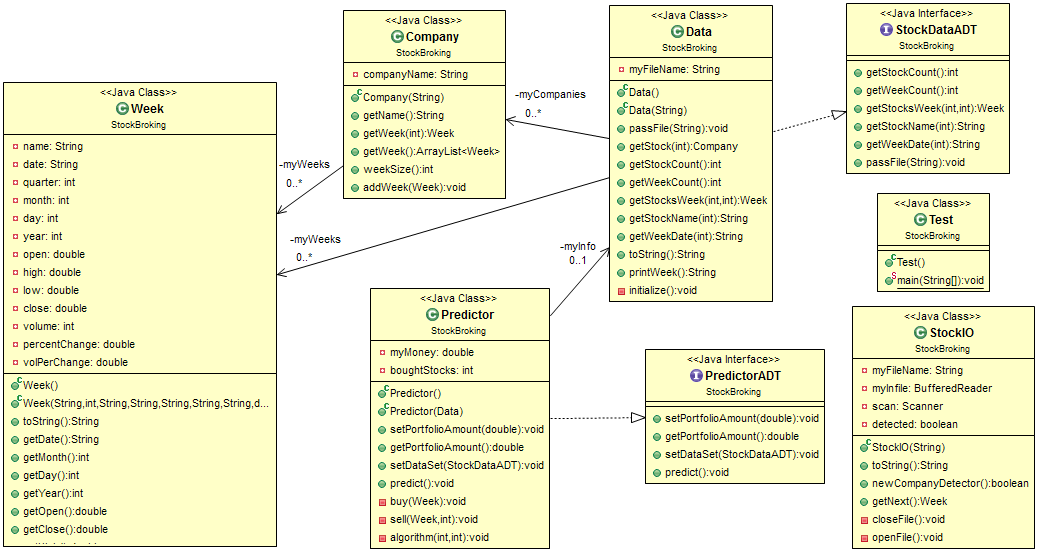 <<Java Class>>
Week
StockBroking
name: String
date: String
quarter: int
month: int
day: int
year: int
open: double
high: double
low: double
close: double
volume: int
percentChange: double
volPerChange: double
Week()
Week(String,int,String,String,String,String,String,d...
toString():String
getDate():String
getMonth():int
getDay():int
getYear():int
getOpen():double
getClose():double
<<Java Class>>
Company
StockBroking
companyName: String
Company(String)
getName():String
getWeek(int):Week
getWeek():ArrayList<Week>
weekSize():int
addWeek(Week):void
-myWeeks
0..*
-myCompanies
0..*
-myWeeks
0..*
<<Java Class>>
Data
StockBroking
myFileName: String
Data()
Data(String)
passFile(String):void
getStock(int):Company
getStockCount():int
getWeekCount():int
getStocksWeek(int,int):Week
getStockName(int):String
getWeekDate(int):String
toString():String
printWeek():String
initialize():void
-myInfo
0..1
<<Java Interface>>
StockDataADT
StockBroking
getStockCount():int
getWeekCount():int
getStocksWeek(int,int):Week
getStockName(int):String
getWeekDate(int):String
passFile(String):void
<<Java Class>>
Test
StockBroking
Test()
main(String[]):void
<<Java Class>>
Predictor
StockBroking
myMoney: double
boughtStocks: int
Predictor()
Predictor(Data)
setPortfolioAmount(double):void
getPortfolioAmount():double
setDataSet(StockDataADT):void
predict():void
buy(Week):void
sell(Week,int):void
algorithm(int,int):void
<<Java Interface>>
PredictorADT
StockBroking
setPortfolioAmount(double):void
getPortfolioAmount():double
setDataSet(StockDataADT):void
predict():void
<<Java Class>>
StockIO
StockBroking
myFileName: String
myInfile: BufferedReader
scan: Scanner
detected: boolean
StockIO(String)
toString():String
newCompanyDetector():boolean
getNext():Week
closeFile():void
openFile():void